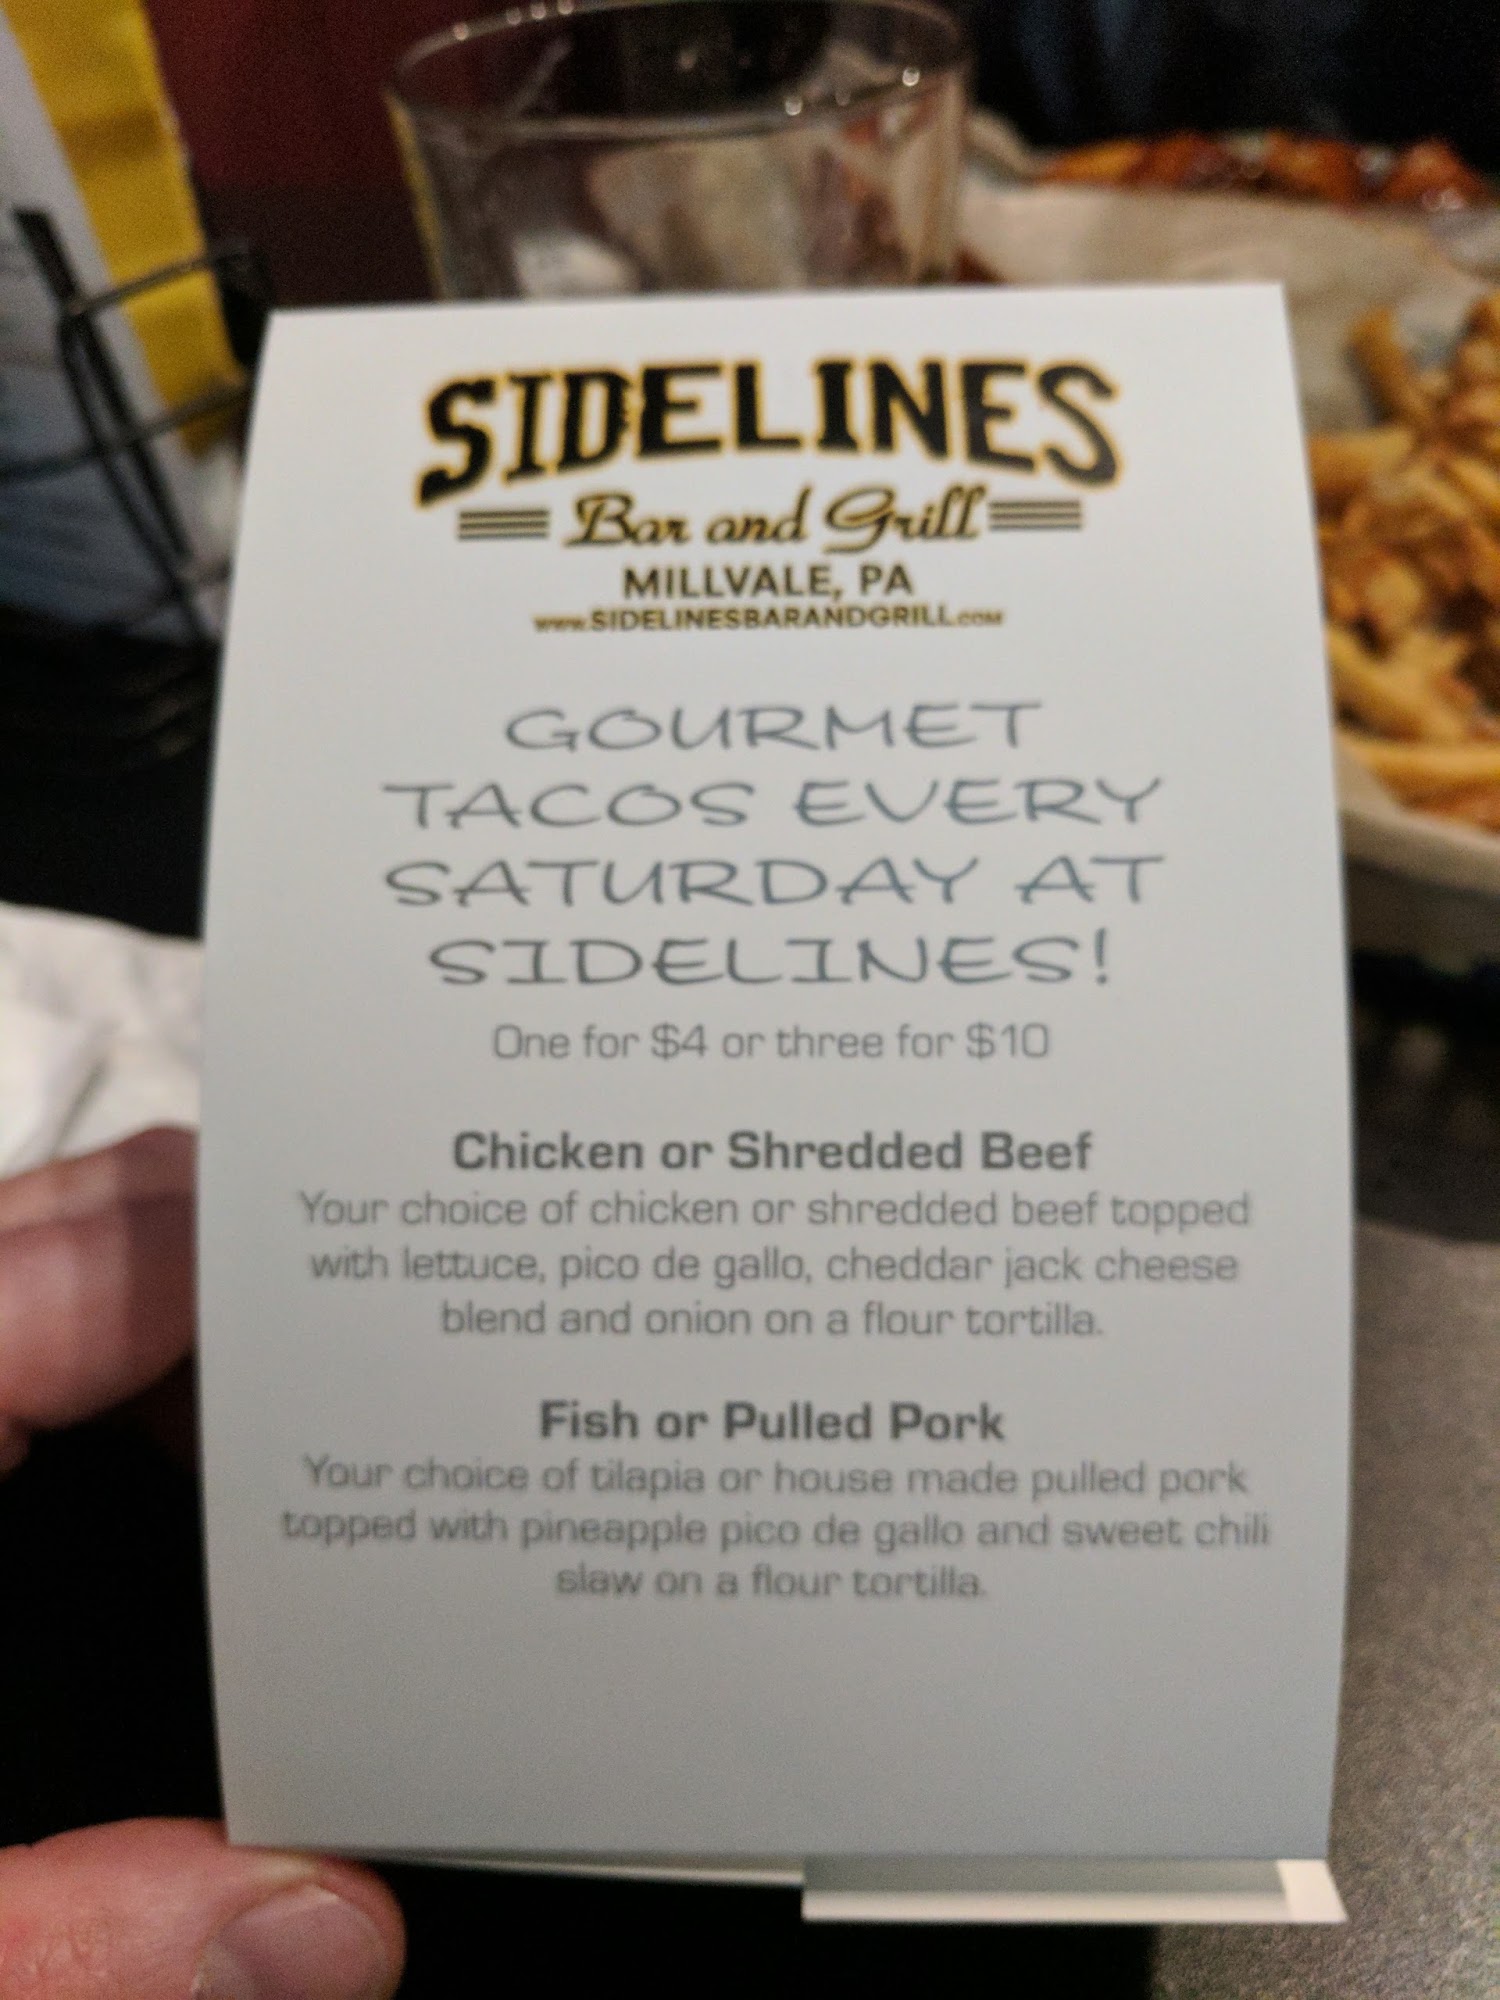 SIDELINES
Bar and Grill
MILLVALE, PA
www.SIDELINESBARANDGRILL.com
GOURMET
TACOS EVERY
SATURDAY AT
SIDELINES!
One for $4 or three for $10
Chicken or Shredded Beef
Your choice of chicken or shredded beef topped
with lettuce, pico de gallo, cheddar jack cheese
blend and onion on a flour tortilla.
Fish or Pulled Pork
Your choice of tilapia or house made pulled pork
topped with pineapple pico de gallo and sweet chili
slaw on a flour tortilla.